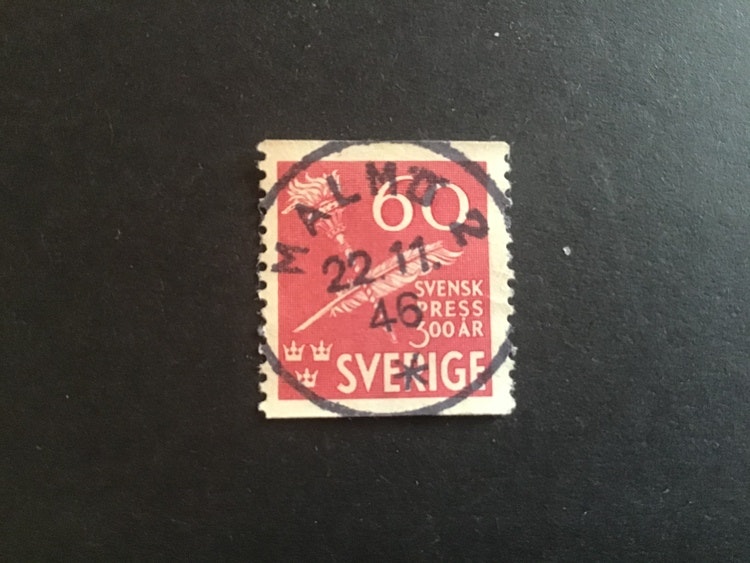 MALMÖ 2
60
22.11.
46
SVENSK
PRESS
300 ÅR
SVERIGE